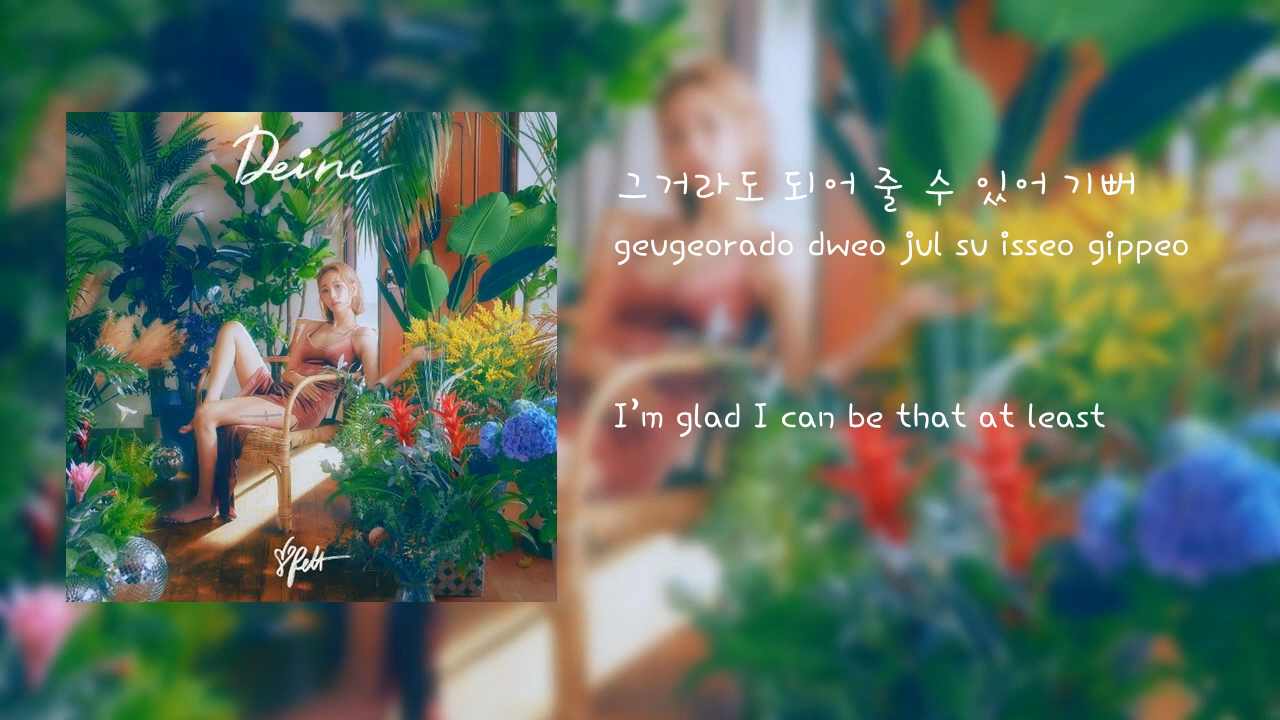 Deine
그거라도 되어 줄 수 있어 기뻐
geugeorado dweo jul su isseo gippeo
I'm glad I can be that at least